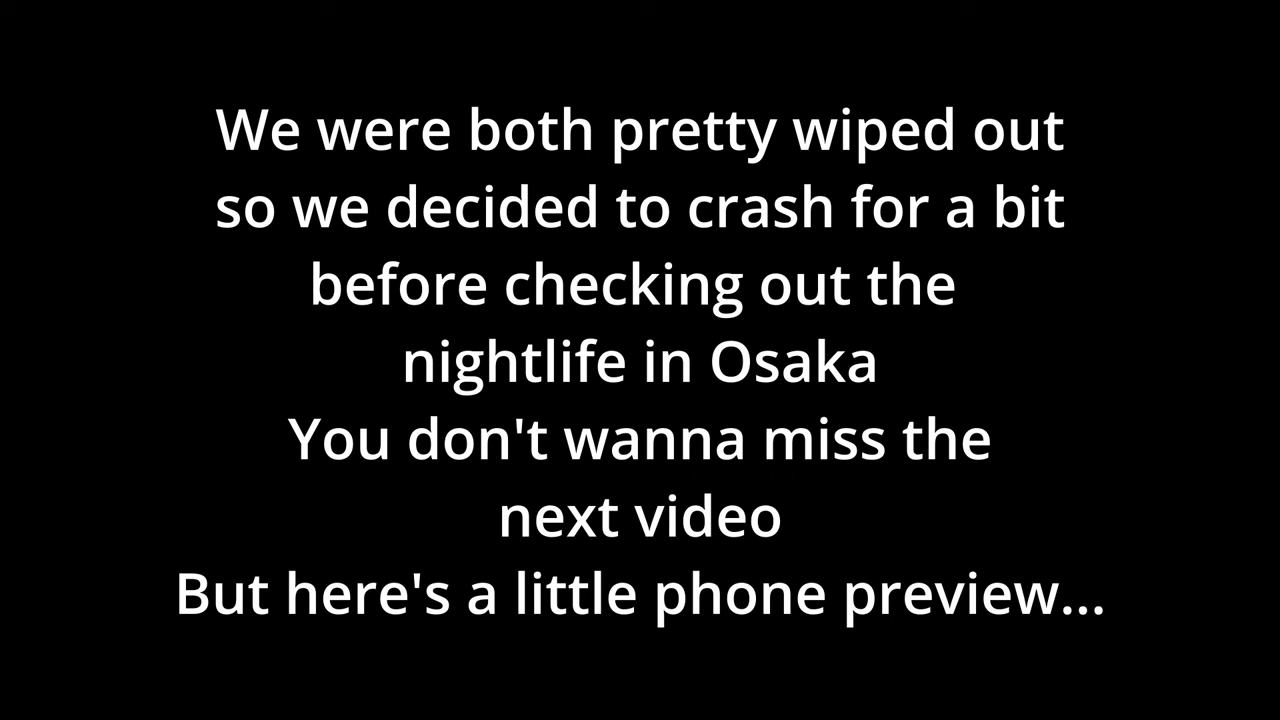 We were both pretty wiped out
so we decided to crash for a bit
before checking out the
nightlife in Osaka
You don't wanna miss the
next video
But here's a little phone preview...